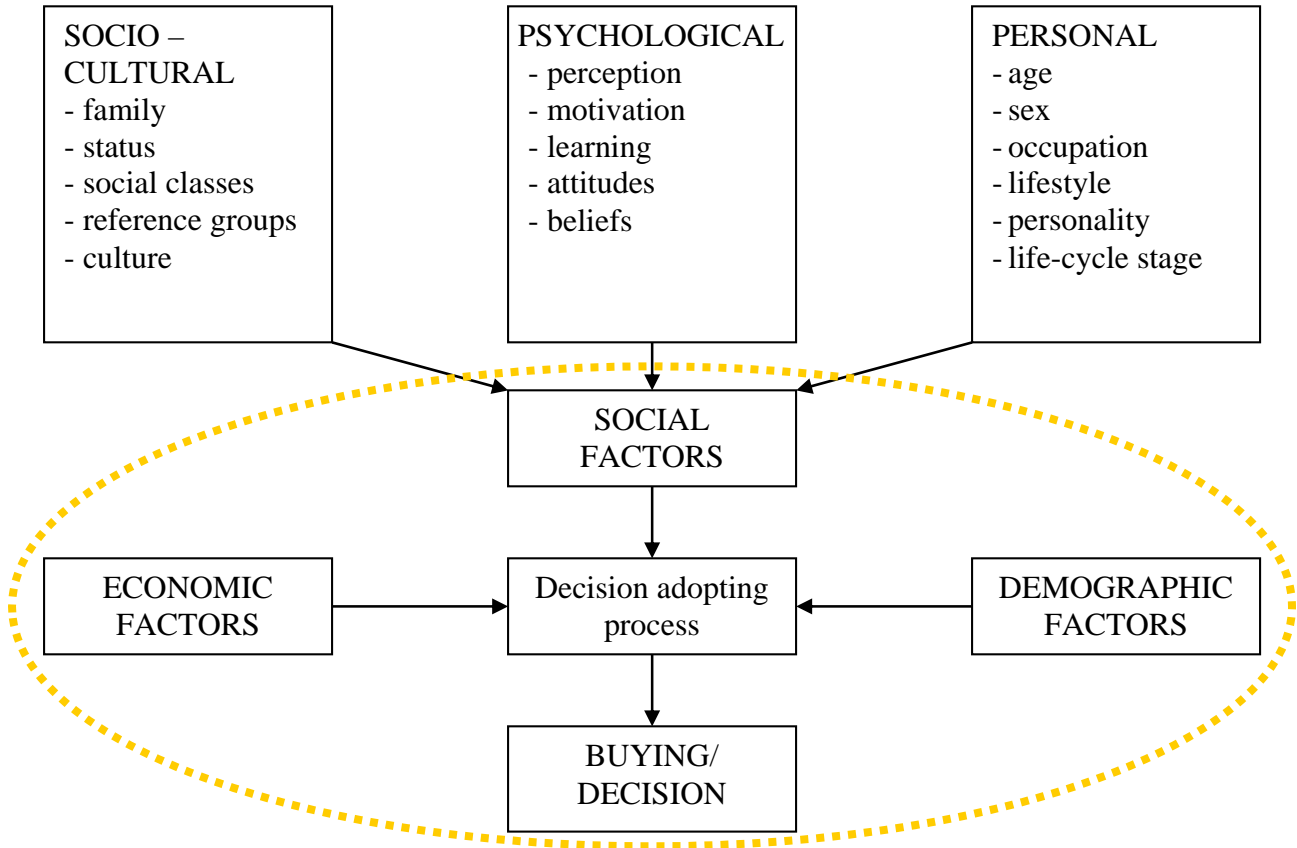 SOCIO –
CULTURAL
- family
- status
- social classes
- reference groups
- culture
PSYCHOLOGICAL
- perception
- motivation
- learning
- attitudes
- beliefs
PERSONAL
- age
- sex
- occupation
- lifestyle
- personality
- life-cycle stage
SOCIAL
FACTORS
ECONOMIC
FACTORS
Decision adopting
process
DEMOGRAPHIC
FACTORS
BUYING/
DECISION